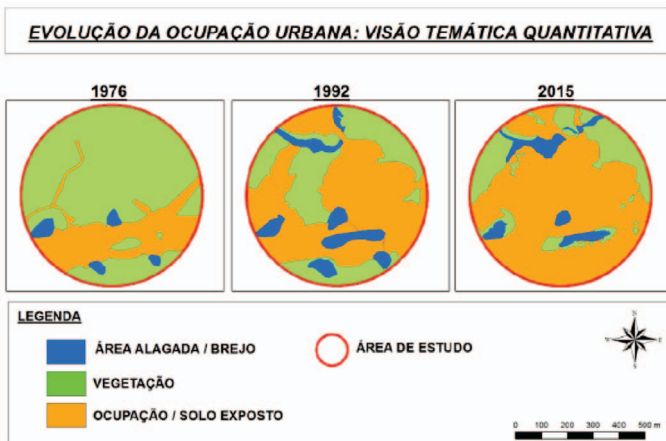 EVOLUÇÃO DA OCUPAÇÃO URBANA: VISÃO TEMÁTICA QUANTITATIVA
1976 1992 2015
LEGENDA
ÁREA ALAGADA / BREJO ÁREA DE ESTUDO
VEGETAÇÃO
OCUPAÇÃO / SOLO EXPOSTO
N
E
S
0 100 200 300 400 500 m